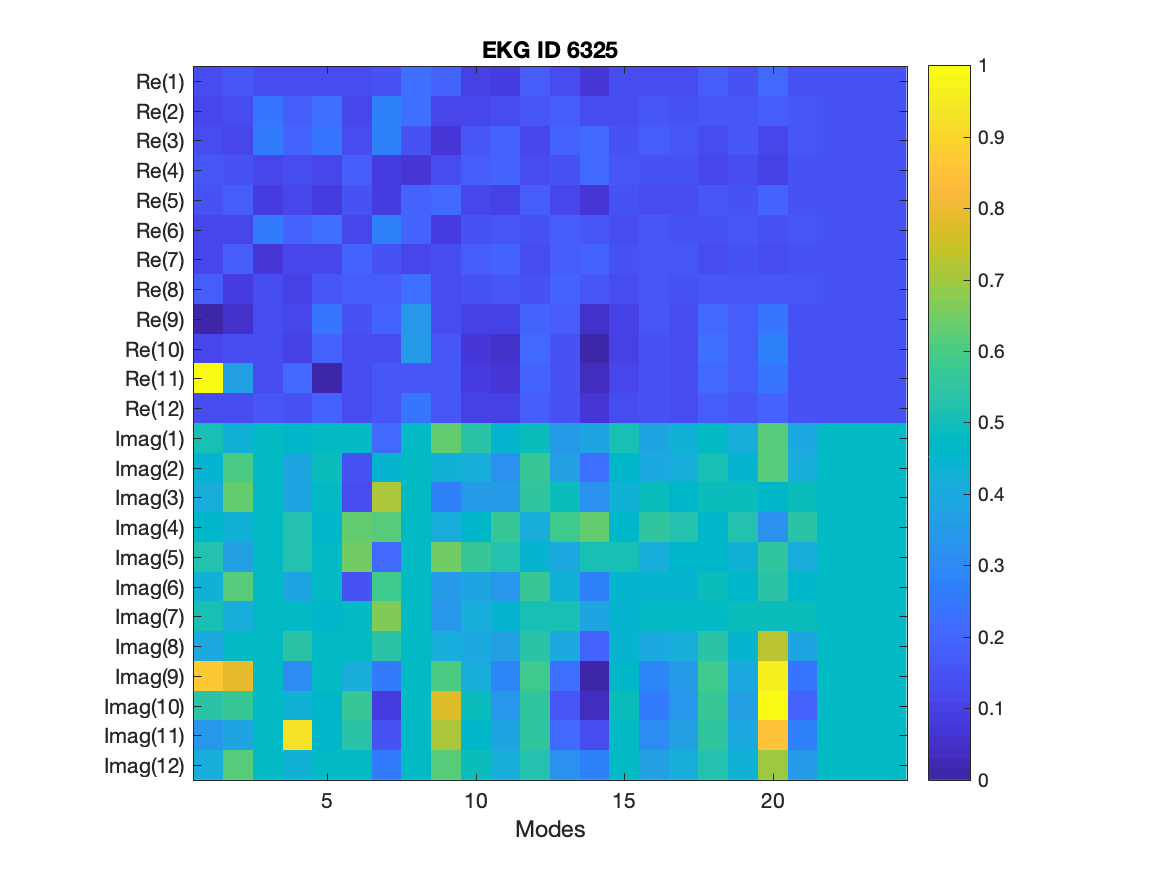 EKG ID 6325
Re(1)
Re(2)
Re(3)
Re(4)
Re(5)
Re(6)
Re(7)
Re(8)
Re(9)
Re(10)
Re(11)
Re(12)
Imag(1)
Imag(2)
Imag(3)
Imag(4)
Imag(5)
Imag(6)
Imag(7)
Imag(8)
Imag(9)
Imag(10)
Imag(11)
Imag(12)
5 10 15 20
Modes
1
0.9
0.8
0.7
0.6
0.5
0.4
0.3
0.2
0.1
0